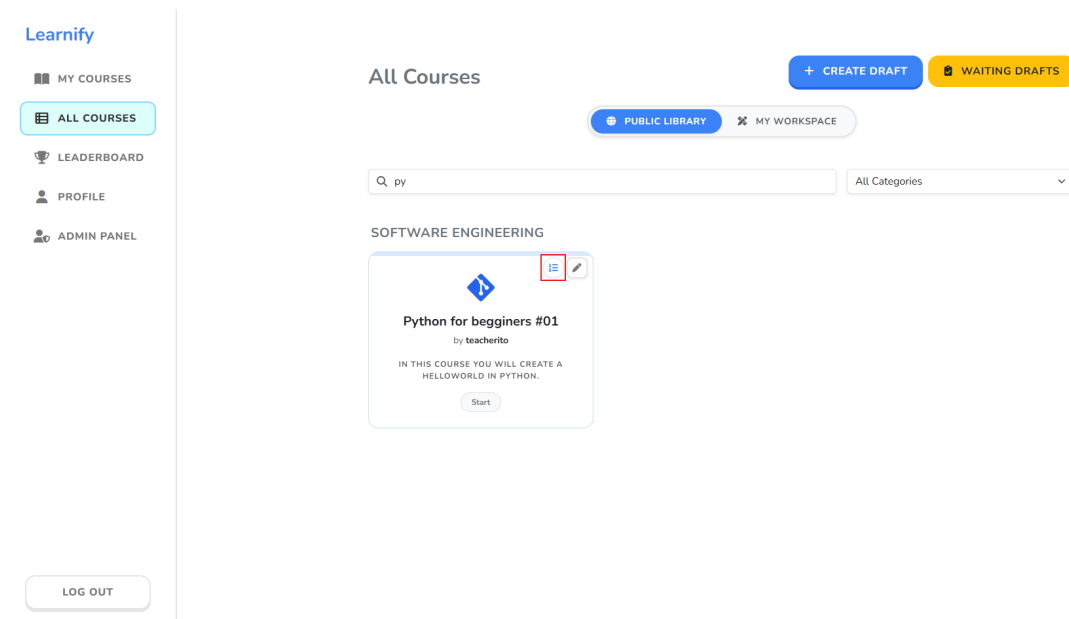 Learnify
MY COURSES
ALL COURSES
LEADERBOARD
PROFILE
ADMIN PANEL
LOG OUT
All Courses
+ CREATE DRAFT
WAITING DRAFTS
PUBLIC LIBRARY
MY WORKSPACE
py
All Categories
SOFTWARE ENGINEERING
Python for begginers #01
by teacherito
IN THIS COURSE YOU WILL CREATE A
HELLOWORLD IN PYTHON.
Start